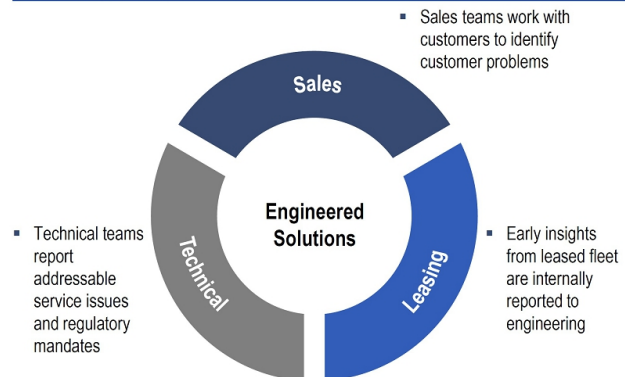 ▪ Sales teams work with
customers to identify
customer problems
Sales
Engineered
Solutions
Technical
Leasing
▪ Technical teams
report
addressable
service issues
and regulatory
mandates
▪ Early insights
from leased fleet
are internally
reported to
engineering